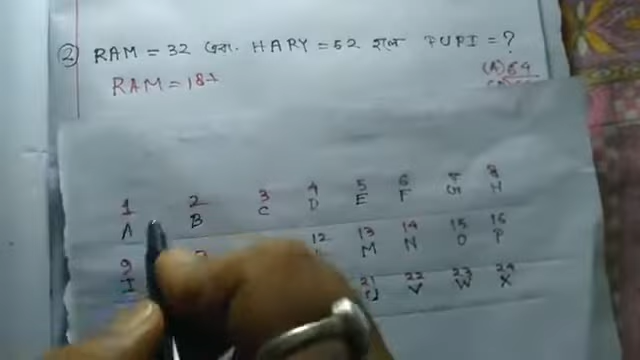 ② RAM = 32 এবং HARY = 52 হলে PURI = ?
RAM = 18+
(A) 64
1 2 3 4 5 6 7 8
A B C D E F G H
9 12 13 14 15 16
I M N O P
21 22 23 24
U V W X